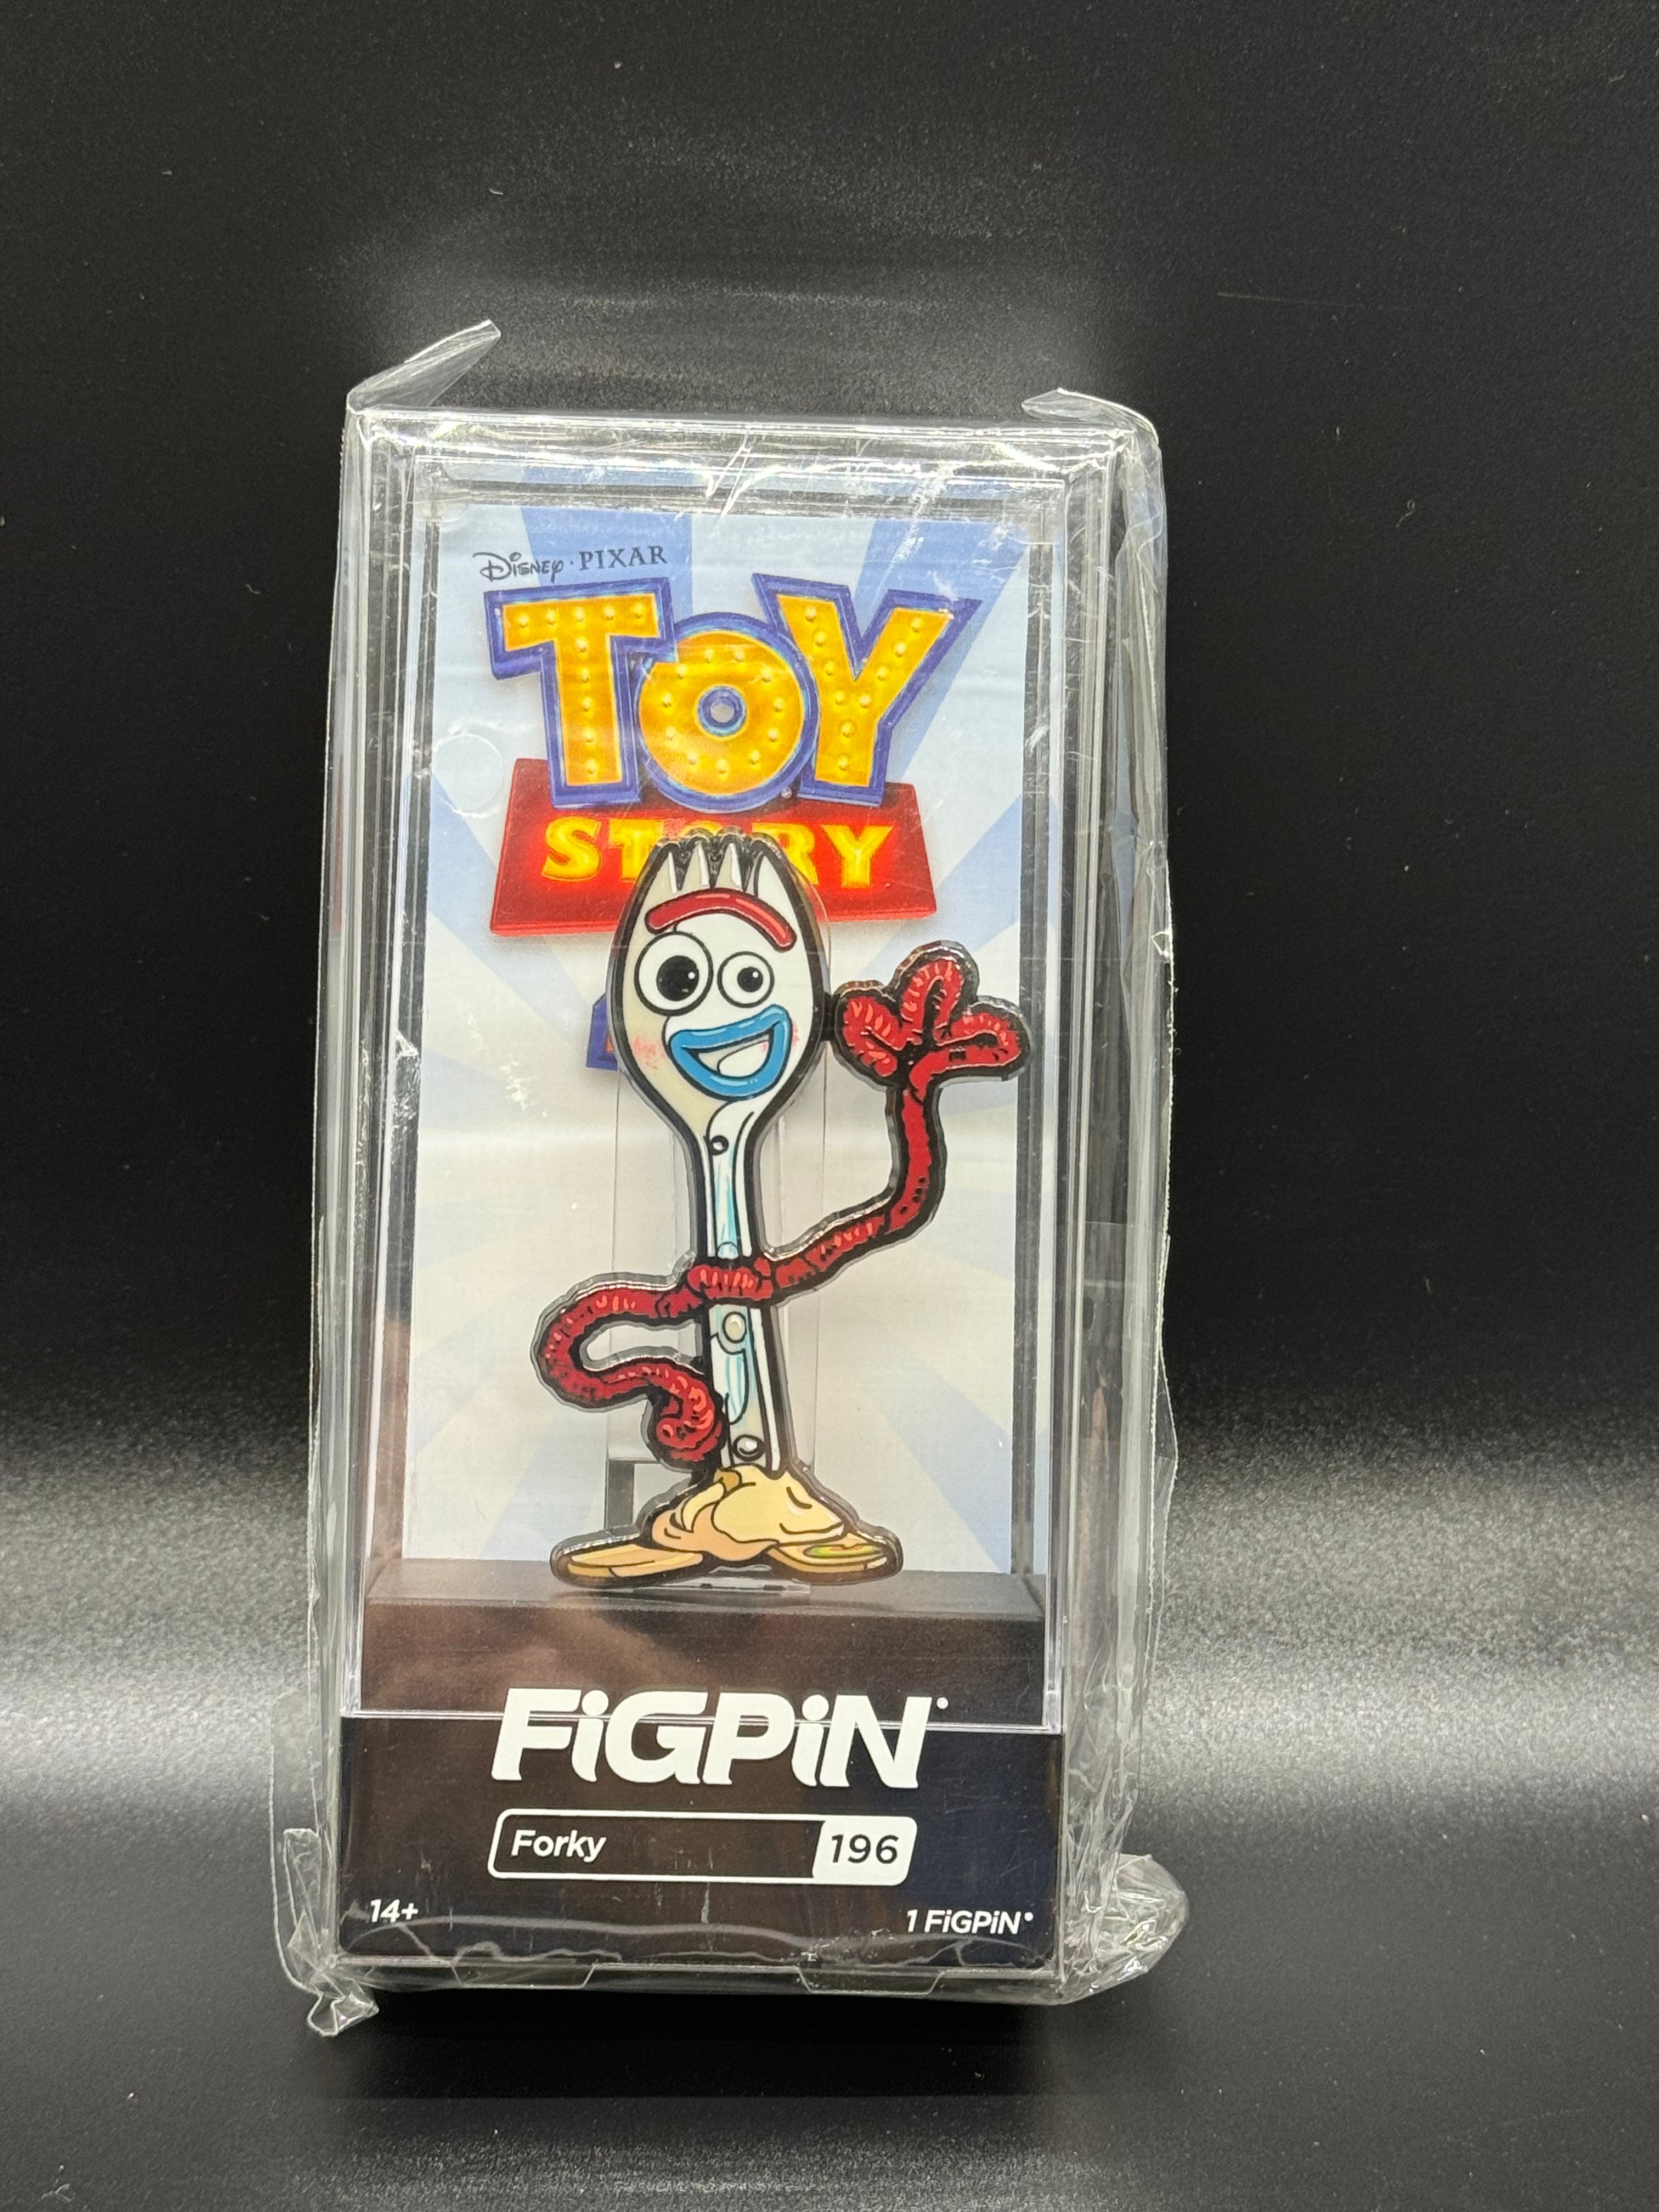 Disney · PIXAR
TOY
STORY
FiGPiN
Forky 196
14+ 1 FiGPiN